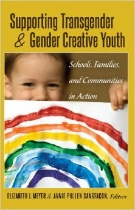 Supporting Transgender
& Gender Creative Youth
Schools, Families,
and Communities
in Action
ELIZABETH J. MEYER & ANNIE PULLEN SANSFAÇON, Editors